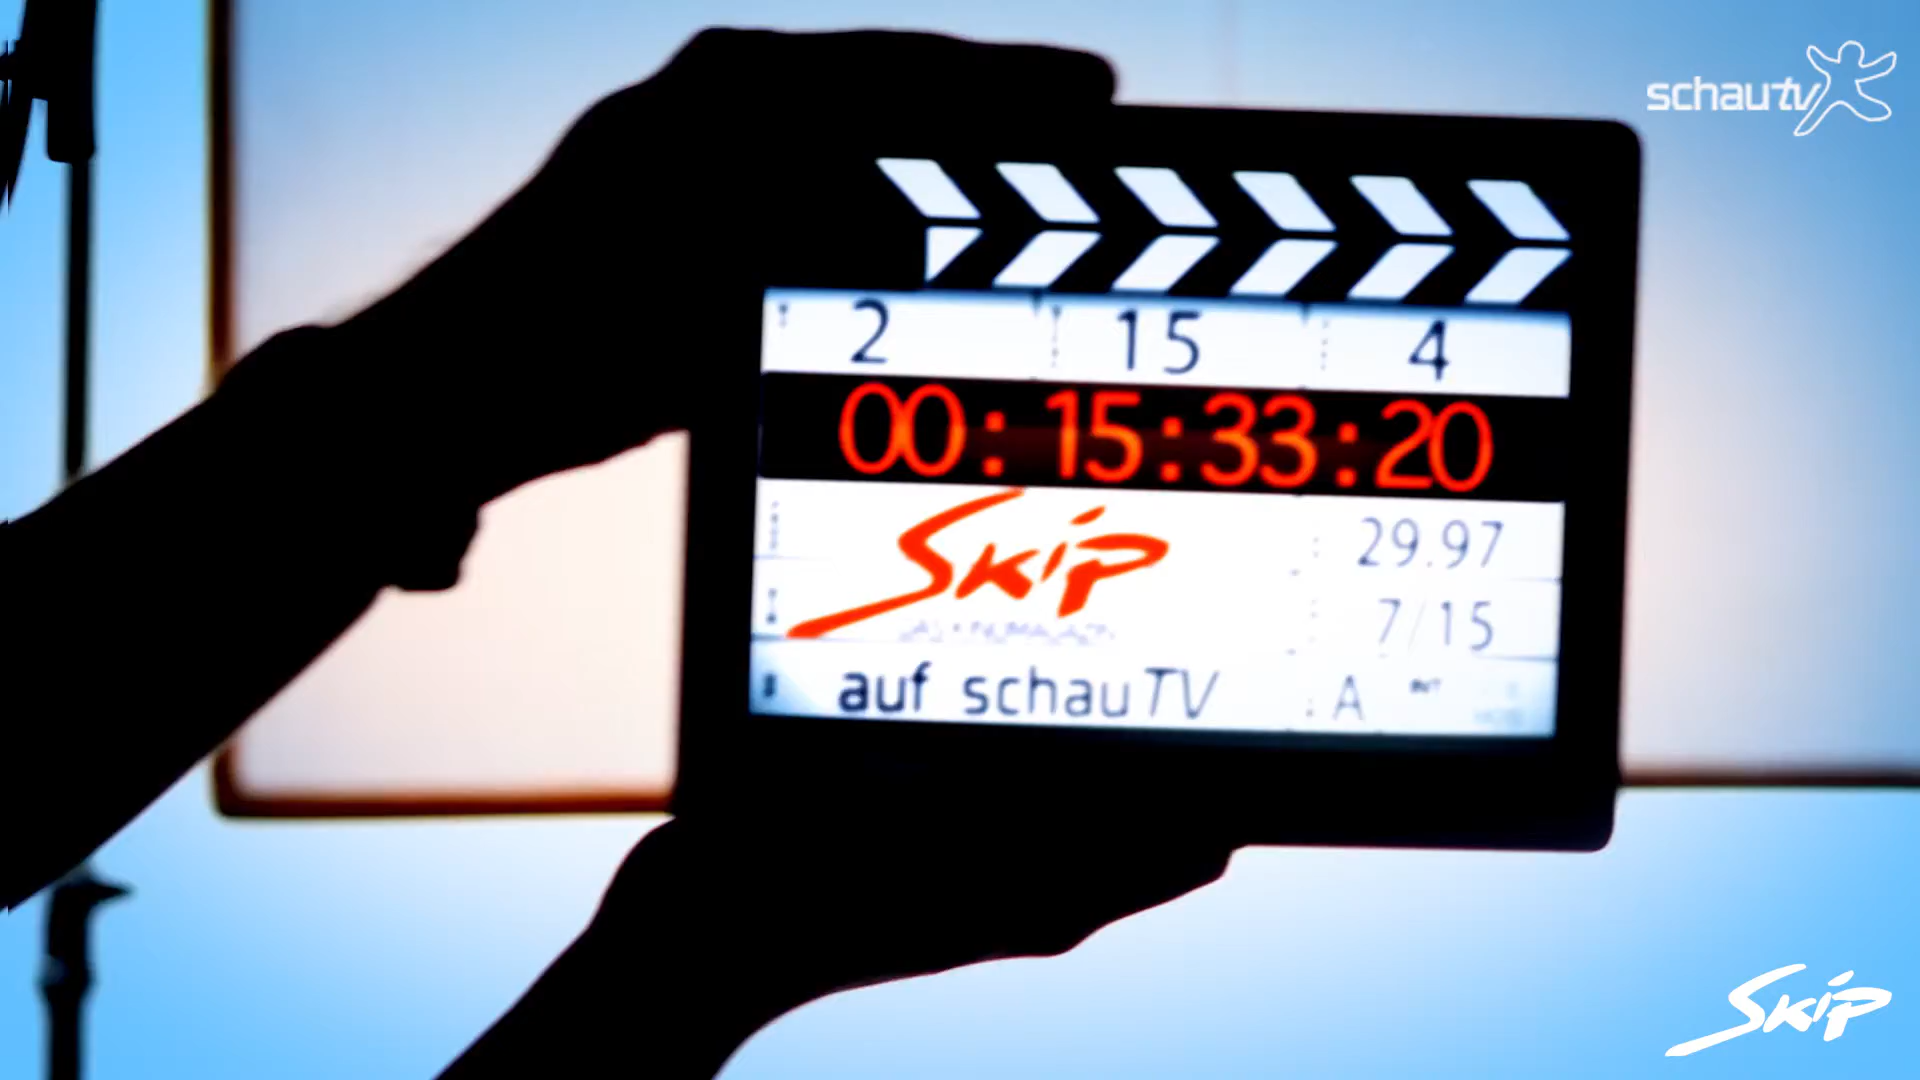 schautv
2 15 4
00:15:33:20
Skip
29.97
7/15
auf schauTV
A
Skip